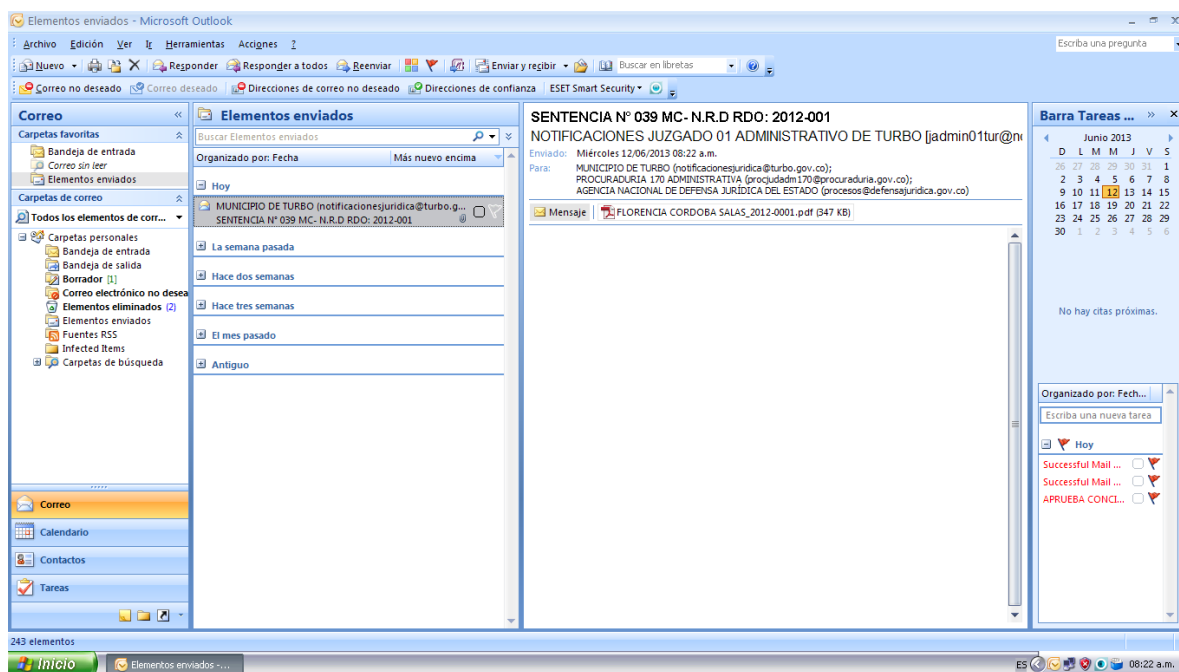 Elementos enviados - Microsoft Outlook
Archivo Edición Ver Ir Herramientas Acciones ?
Escriba una pregunta
Nuevo Responder Responder a todos Reenviar Enviar y recibir Buscar en libretas
Correo no deseado Correo deseado Direcciones de correo no deseado Direcciones de confianza ESET Smart Security
Correo «
Carpetas favoritas
Bandeja de entrada
Correo sin leer
Elementos enviados
Carpetas de correo
Todos los elementos de corr...
Carpetas personales
Bandeja de entrada
Bandeja de salida
Borrador [1]
Correo electrónico no desea
Elementos eliminados (2)
Elementos enviados
Fuentes RSS
Infected Items
Carpetas de búsqueda
Correo
Calendario
Contactos
Tareas
Elementos enviados
Buscar Elementos enviados
Organizado por: Fecha Más nuevo encima
Hoy
MUNICIPIO DE TURBO (notificacionesjuridica@turbo.g...
SENTENCIA Nº 039 MC- N.R.D RDO: 2012-001
La semana pasada
Hace dos semanas
Hace tres semanas
El mes pasado
Antiguo
SENTENCIA Nº 039 MC- N.R.D RDO: 2012-001
NOTIFICACIONES JUZGADO 01 ADMINISTRATIVO DE TURBO [jadmin01tur@n
Enviado: Miércoles 12/06/2013 08:22 a.m.
Para: MUNICIPIO DE TURBO (notificacionesjuridica@turbo.gov.co);
PROCURADURIA 170 ADMINISTRATIVA (procjudadm170@procuraduria.gov.co);
AGENCIA NACIONAL DE DEFENSA JURÍDICA DEL ESTADO (procesos@defensajuridica.gov.co)
Mensaje FLORENCIA CORDOBA SALAS_2012-0001.pdf (347 KB)
Barra Tareas ... » ×
Junio 2013
D L M M J V S
26 27 28 29 30 31 1
2 3 4 5 6 7 8
9 10 11 12 13 14 15
16 17 18 19 20 21 22
23 24 25 26 27 28 29
30 1 2 3 4 5 6
No hay citas próximas.
Organizado por: Fech...
Escriba una nueva tarea
Hoy
Successful Mail ...
Successful Mail ...
APRUEBA CONCI...
243 elementos
Inicio
Elementos enviados -...
ES
08:22 a.m.